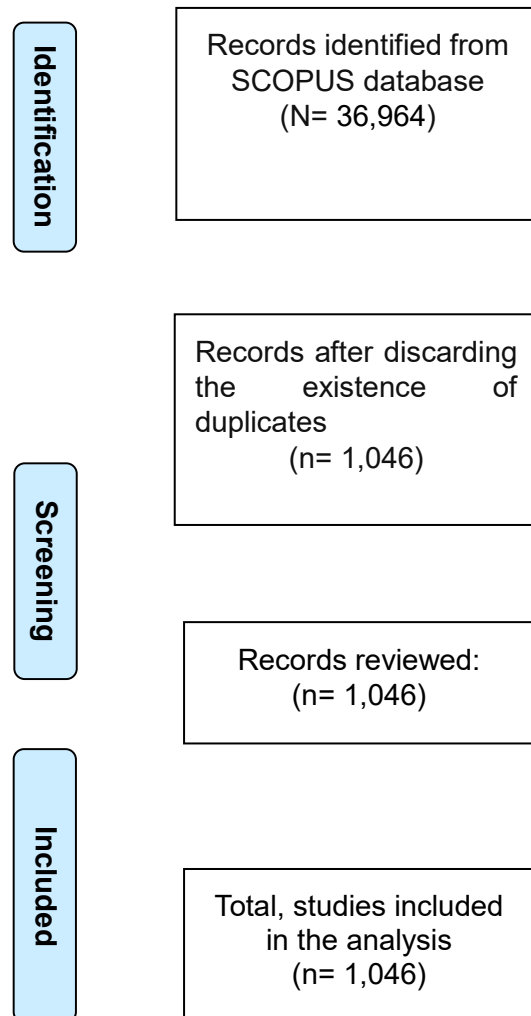 Identification
Records identified from
SCOPUS database
(N= 36,964)
Records after discarding
the existence of
duplicates
(n= 1,046)
Screening
Records reviewed:
(n= 1,046)
Included
Total, studies included
in the analysis
(n= 1,046)